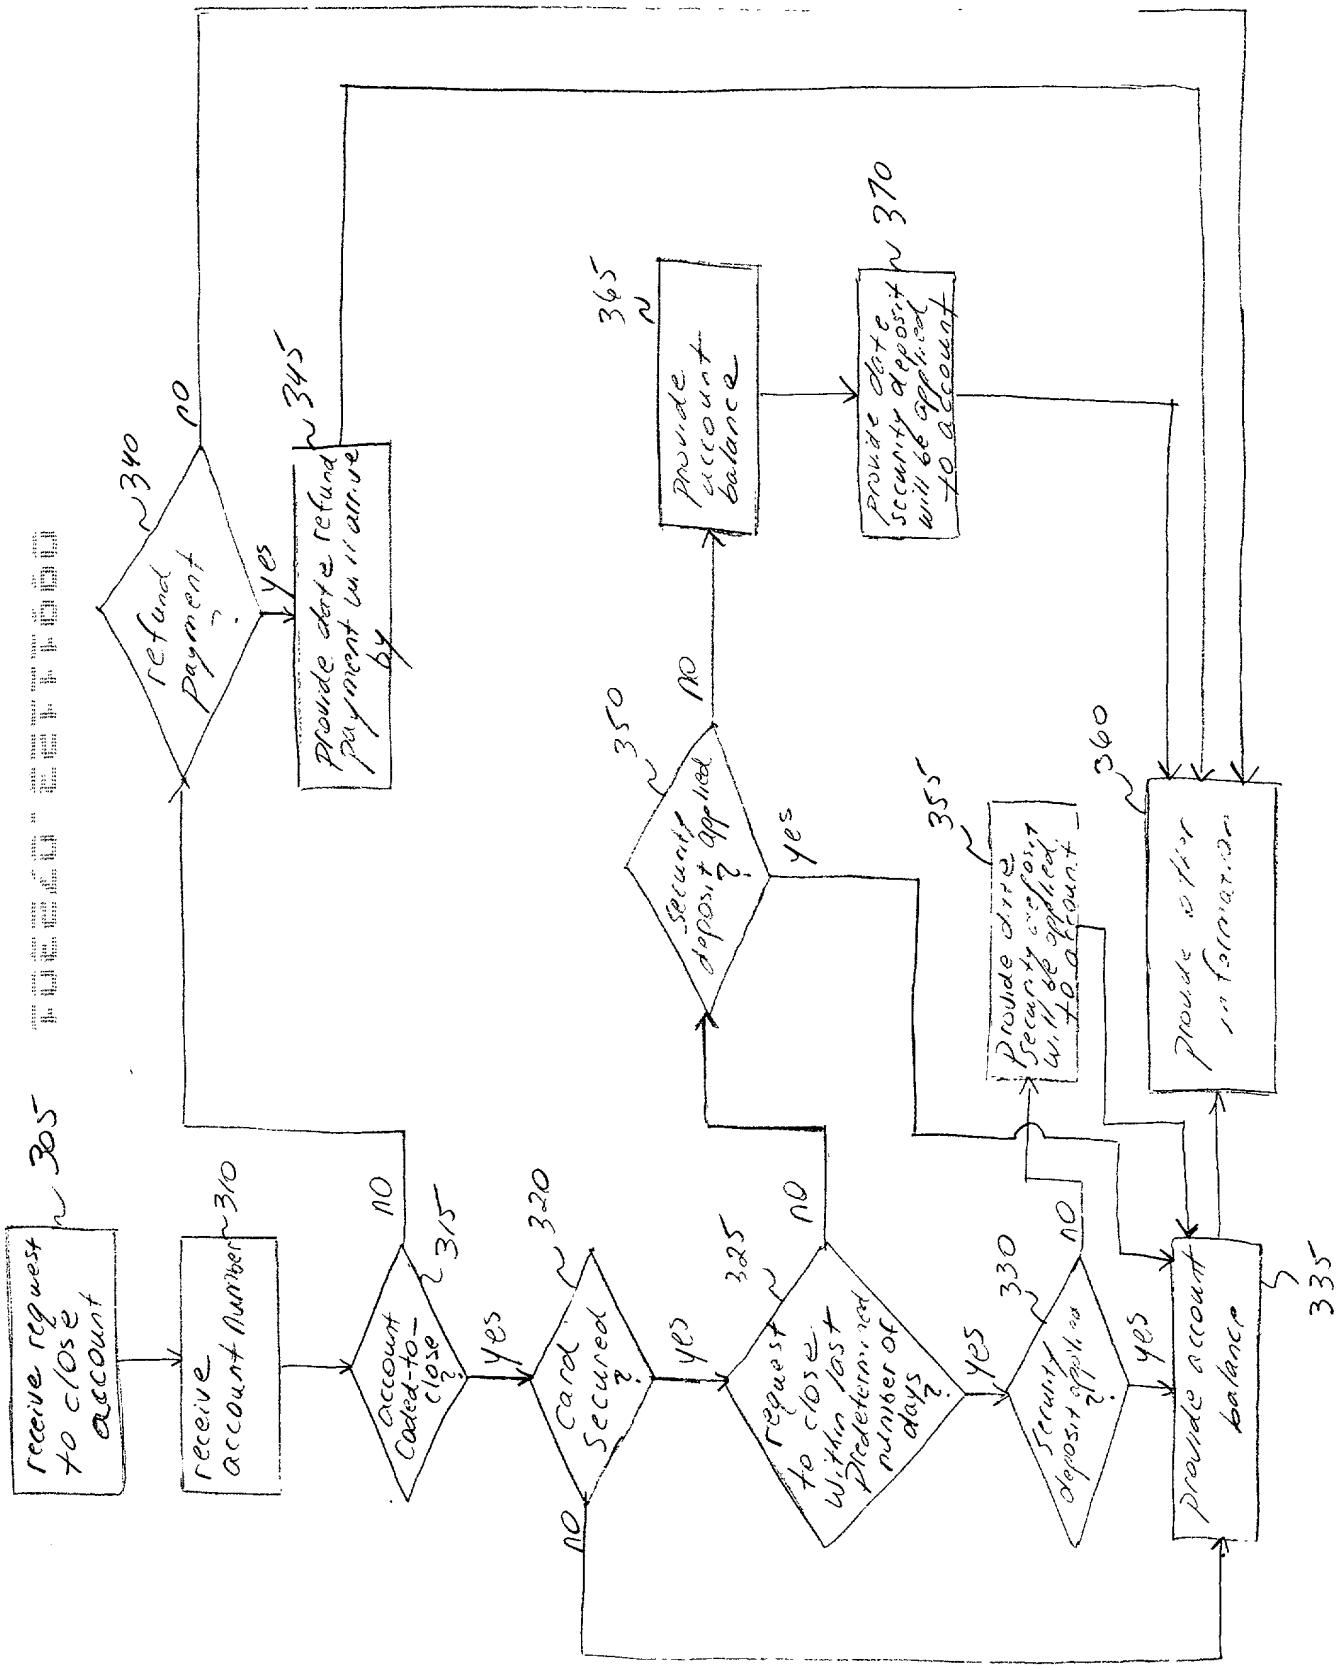 receive request
to close
account
305
receive
account number
310
account
coded-to-
close
?
315
no
yes
card
secured
?
320
no
yes
request
to close
within last
predetermined
number of
days
?
325
no
yes
security
deposit applied
?
330
no
yes
provide account
balance
335
refund
payment
?
340
no
yes
provide date refund
payment will arrive
by
345
security
deposit applied
?
350
no
yes
provide date
security deposit
will be applied
to account
355
provide other
information
360
provide
account
balance
365
provide date
security deposit
will be applied
to account
370